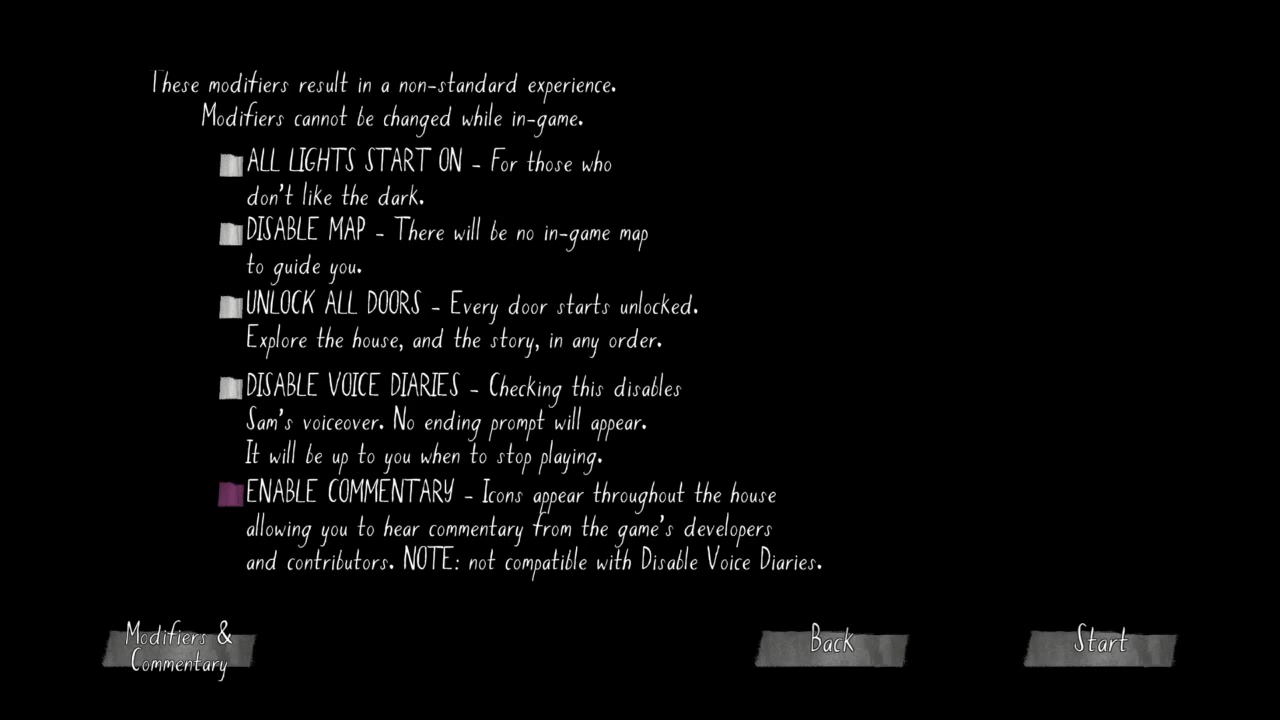 These modifiers result in a non-standard experience.
Modifiers cannot be changed while in-game.
ALL LIGHTS START ON - For those who
don't like the dark.
DISABLE MAP - There will be no in-game map
to guide you.
UNLOCK ALL DOORS - Every door starts unlocked.
Explore the house, and the story, in any order.
DISABLE VOICE DIARIES - Checking this disables
Sam's voiceover. No ending prompt will appear.
It will be up to you when to stop playing.
ENABLE COMMENTARY - Icons appear throughout the house
allowing you to hear commentary from the game's developers
and contributors. NOTE: not compatible with Disable Voice Diaries.
Modifiers &
Commentary
Back
Start